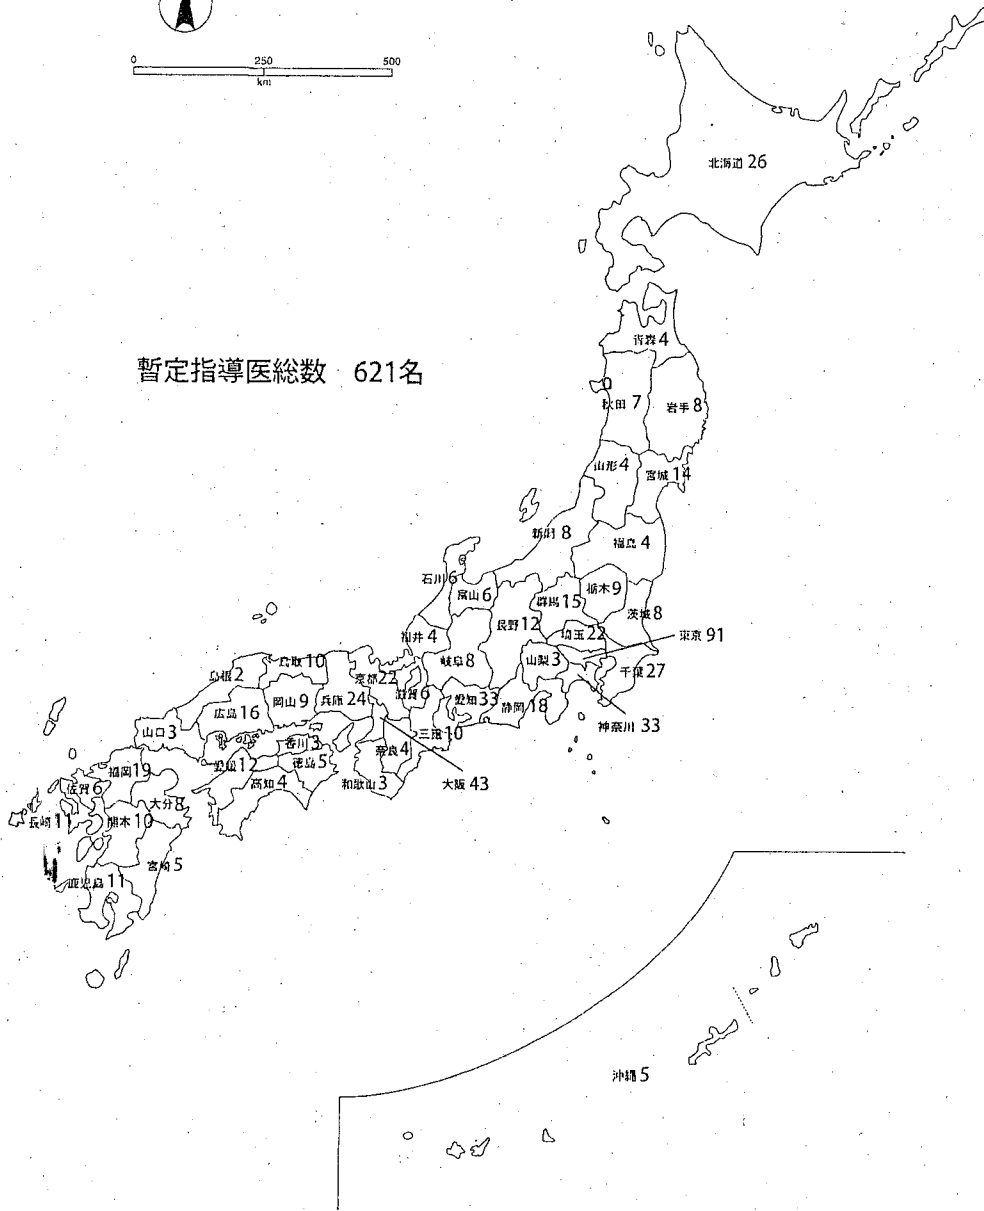 0 250 500
km
北海道 26
青森 4
暫定指導医総数 621名
秋田 7
岩手 8
山形 4
宮城 14
新潟 8
福島 4
石川 6
富山 6
群馬 15
栃木 9
茨城 8
長野 12
埼玉 22
東京 91
福井 4
岐阜 8
山梨 3
千葉 27
鳥取 10
島根 2
京都 22
滋賀 6
愛知 33
静岡 18
岡山 9
兵庫 24
広島 16
神奈川 33
山口 3
三重 10
香川 3
奈良 4
福岡 19
愛媛 12
徳島 5
高知 4
和歌山 3
大阪 43
佐賀 6
大分 8
長崎 11
熊本 10
宮崎 5
鹿児島 11
沖縄 5